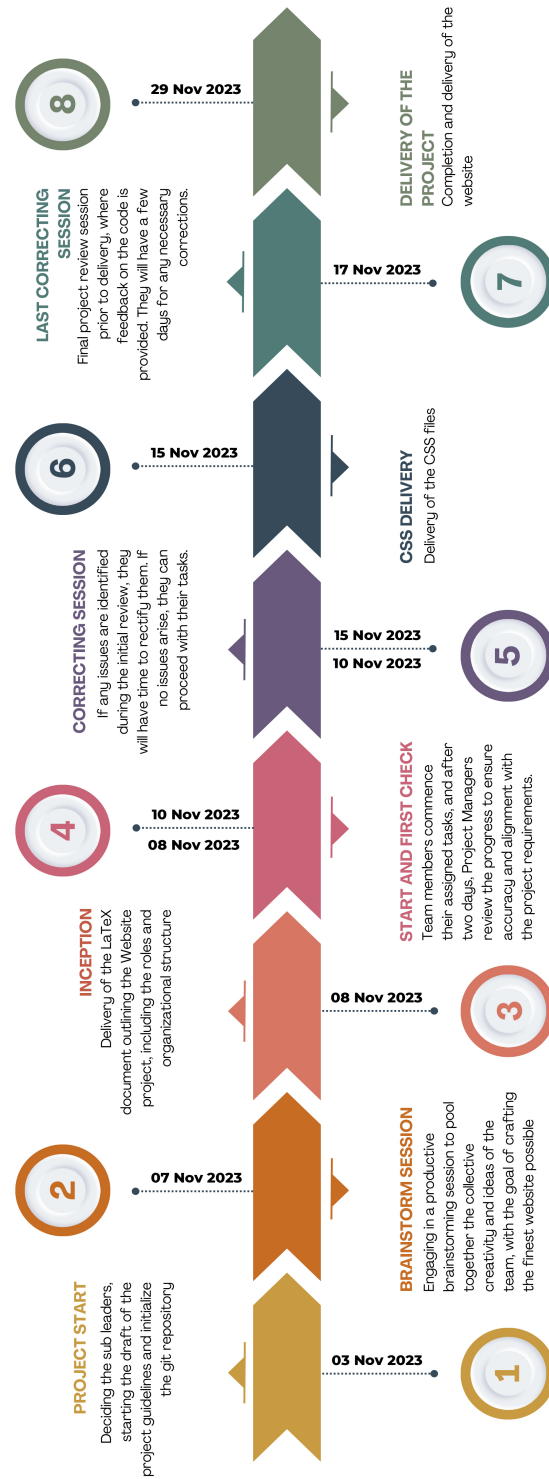 PROJECT START
Deciding the sub leaders,
starting the draft of the
project guidelines and initialize
the git repository
03 Nov 2023
1
2
07 Nov 2023
BRAINSTORM SESSION
Engaging in a productive
brainstorming session to pool
together the collective
creativity and ideas of the
team, with the goal of crafting
the finest website possible
INCEPTION
Delivery of the LaTeX
document outlining the Website
project, including the roles and
organizational structure
08 Nov 2023
3
4
10 Nov 2023
08 Nov 2023
START AND FIRST CHECK
Team members commence
their assigned tasks, and after
two days, Project Managers
review the progress to ensure
accuracy and alignment with
the project requirements.
CORRECTING SESSION
If any issues are identified
during the initial review, they
will have time to rectify them. If
no issues arise, they can
proceed with their tasks.
15 Nov 2023
10 Nov 2023
5
6
15 Nov 2023
CSS DELIVERY
Delivery of the CSS files
LAST CORRECTING
SESSION
Final project review session
prior to delivery, where
feedback on the code is
provided. They will have a few
days for any necessary
corrections.
17 Nov 2023
7
8
29 Nov 2023
DELIVERY OF THE
PROJECT
Completion and delivery of the
website